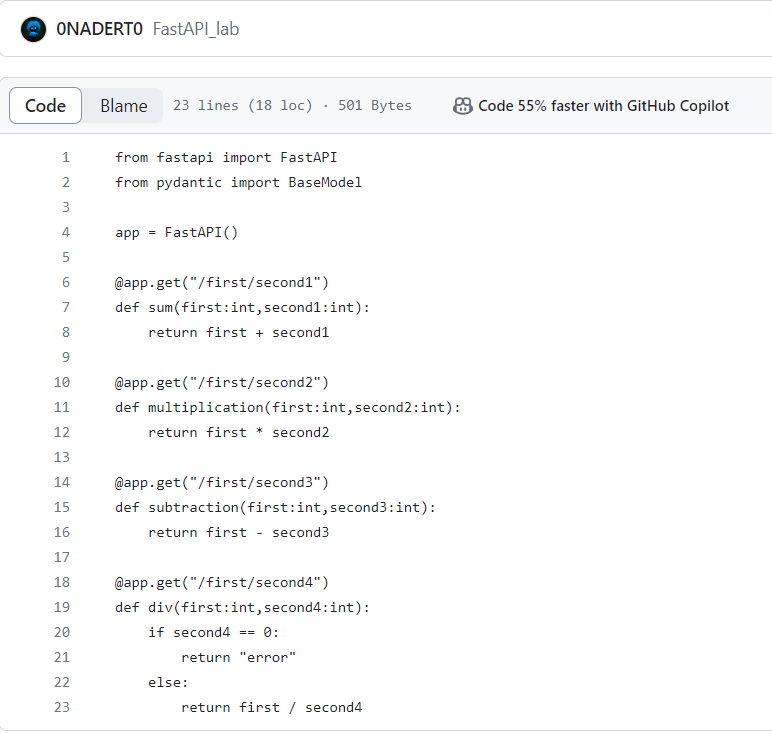 0NADERT0 FastAPI_lab
Code Blame 23 lines (18 loc) · 501 Bytes Code 55% faster with GitHub Copilot
1 from fastapi import FastAPI
2 from pydantic import BaseModel
3
4 app = FastAPI()
5
6 @app.get("/first/second1")
7 def sum(first:int,second1:int):
8     return first + second1
9
10 @app.get("/first/second2")
11 def multiplication(first:int,second2:int):
12     return first * second2
13
14 @app.get("/first/second3")
15 def subtraction(first:int,second3:int):
16     return first - second3
17
18 @app.get("/first/second4")
19 def div(first:int,second4:int):
20     if second4 == 0:
21         return "error"
22     else:
23         return first / second4